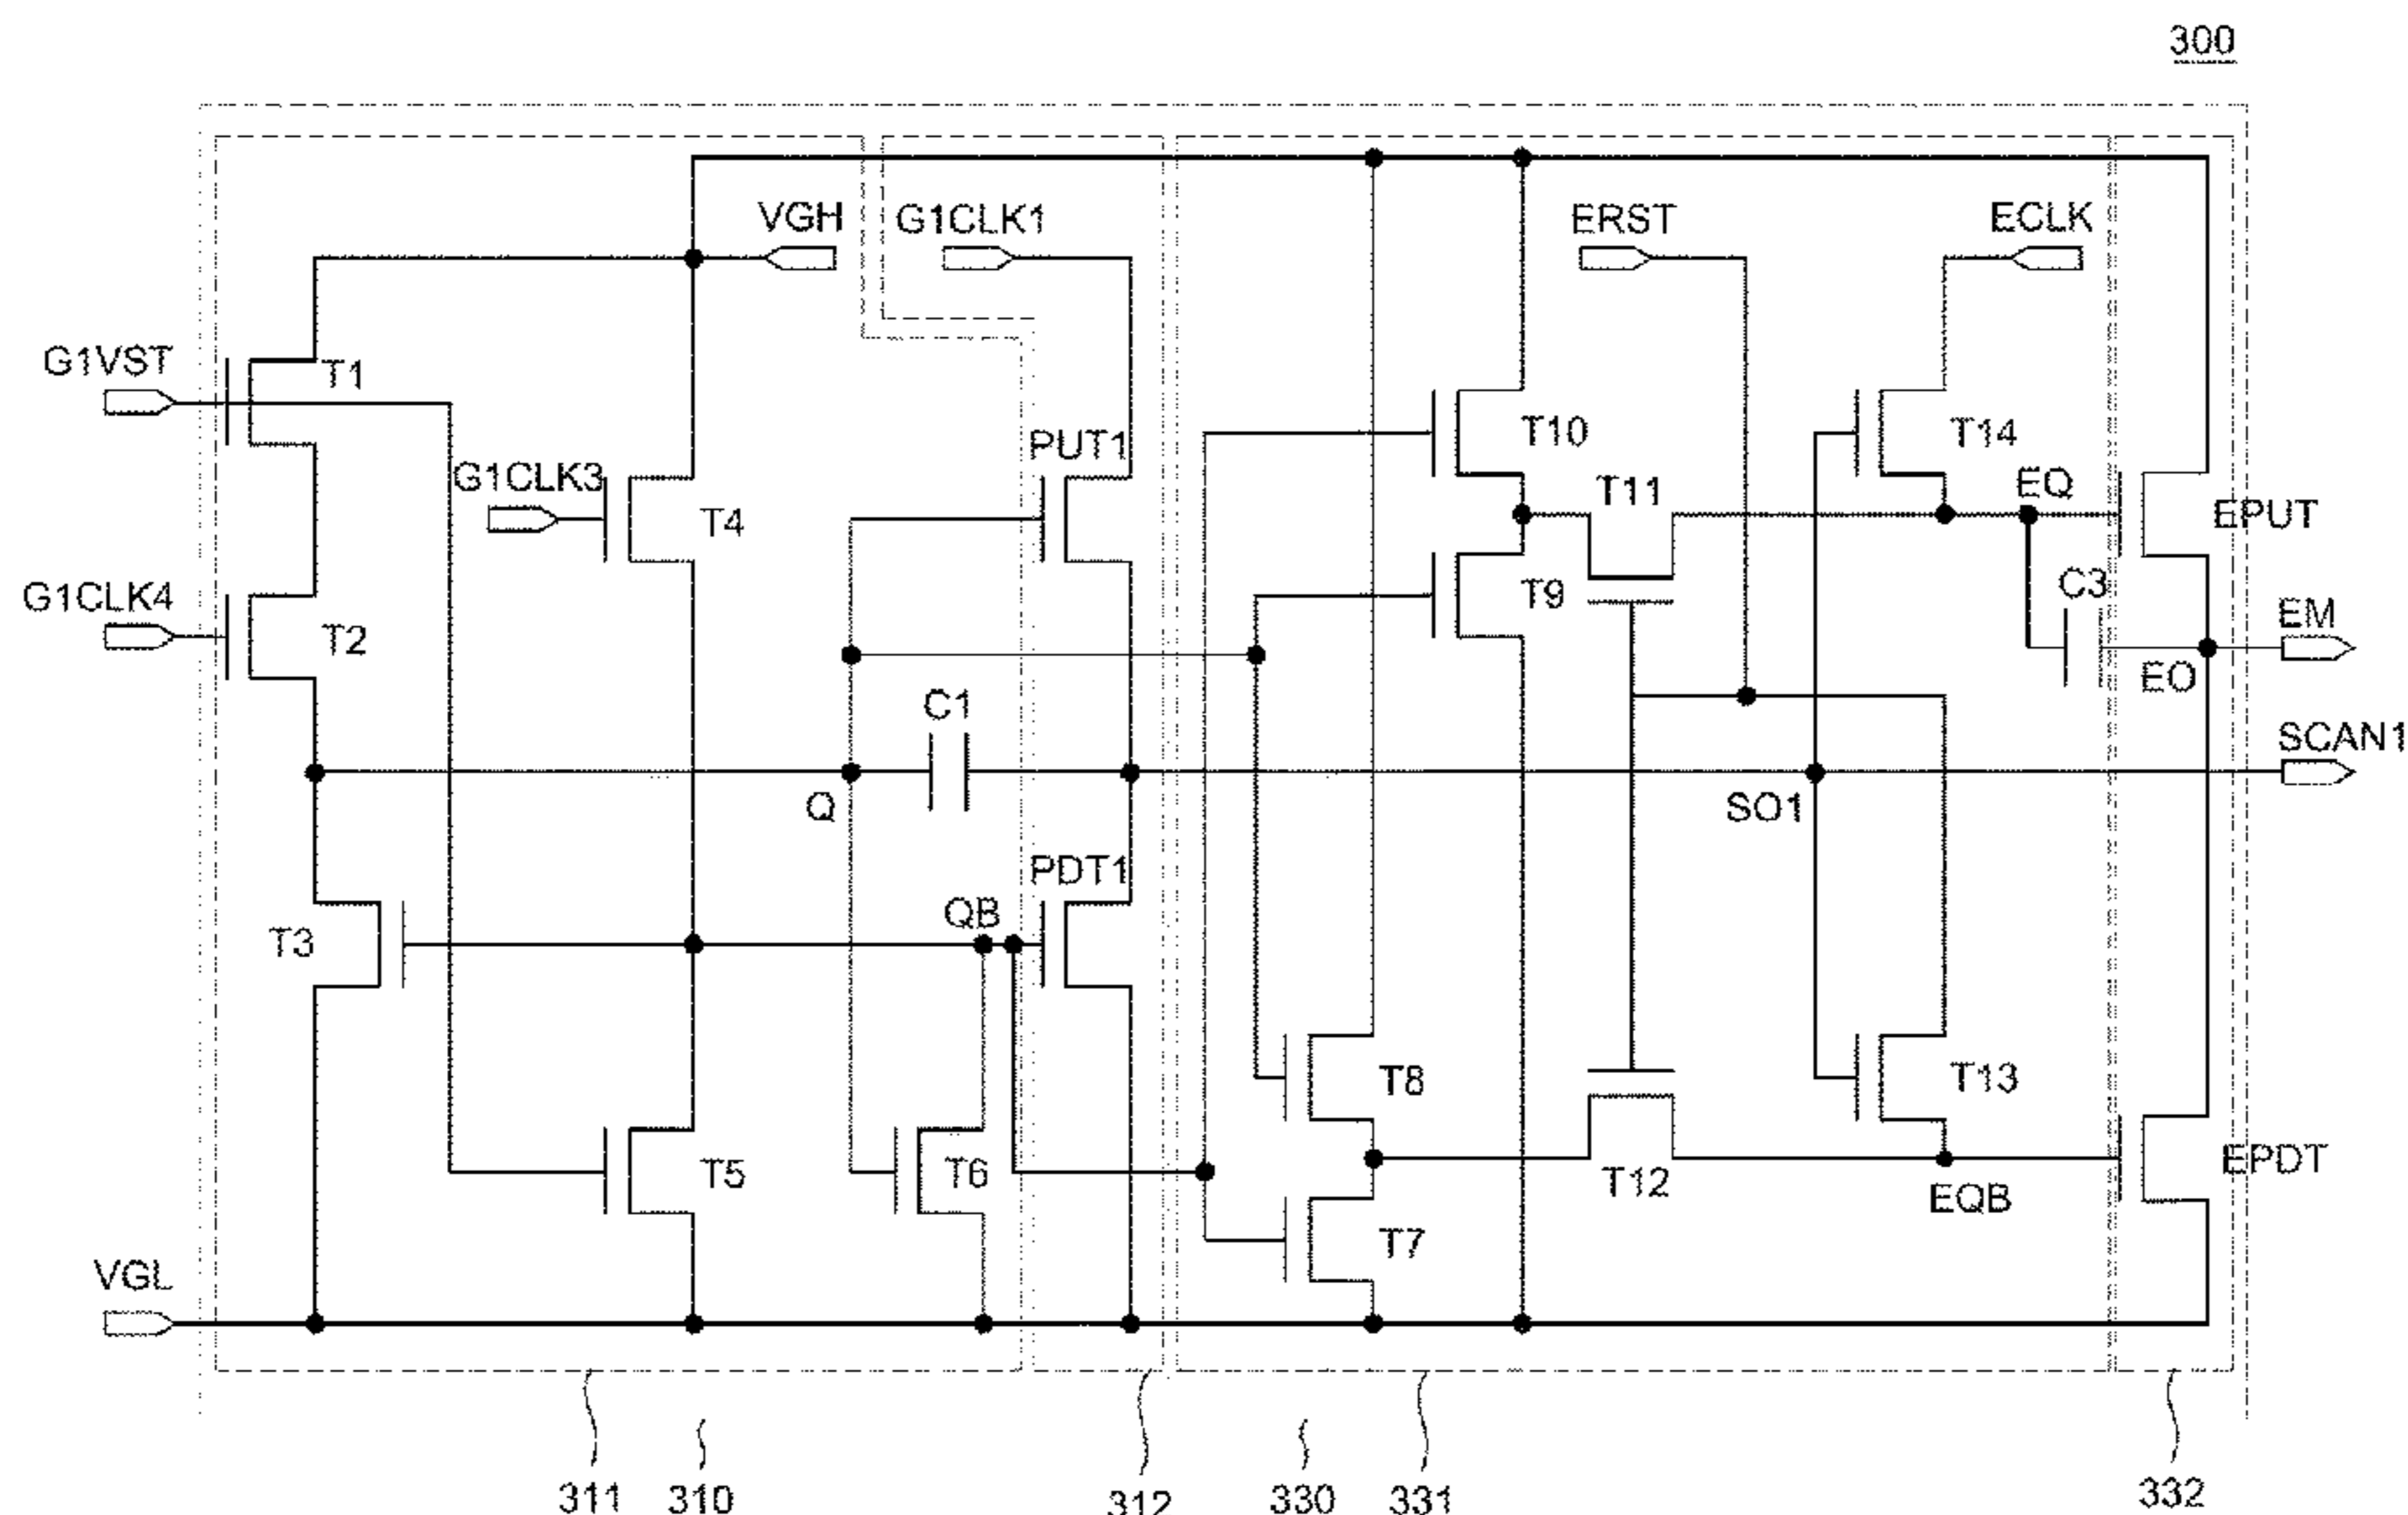 300
VGH
G1CLK1
ERST
ECLK
G1VST
T1
G1CLK3
T4
PUT1
T10
T11
T14
EQ
EPUT
G1CLK4
T2
T9
C3
EM
EO
C1
SCAN1
Q
SO1
PDT1
QB
T3
T8
T13
T5
T6
T12
EQB
EPDT
T7
VGL
311
310
312
330
331
332